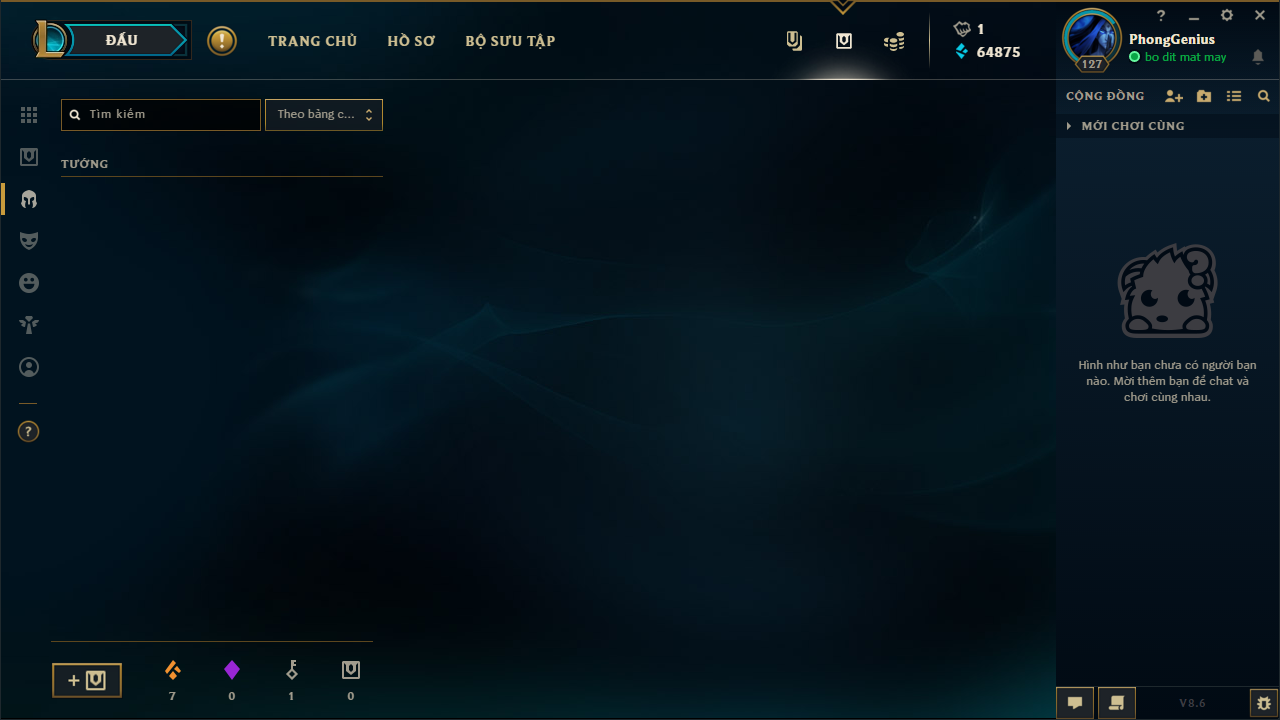 ĐẤU
TRANG CHỦ
HỒ SƠ
BỘ SƯU TẬP
1
64875
127
PhongGenius
bo dit mat may
Tìm kiếm
Theo bảng c...
TƯỚNG
CỘNG ĐỒNG
MỚI CHƠI CÙNG
Hình như bạn chưa có người bạn
nào. Mời thêm bạn để chat và
chơi cùng nhau.
?
+
7
0
1
0
V8.6